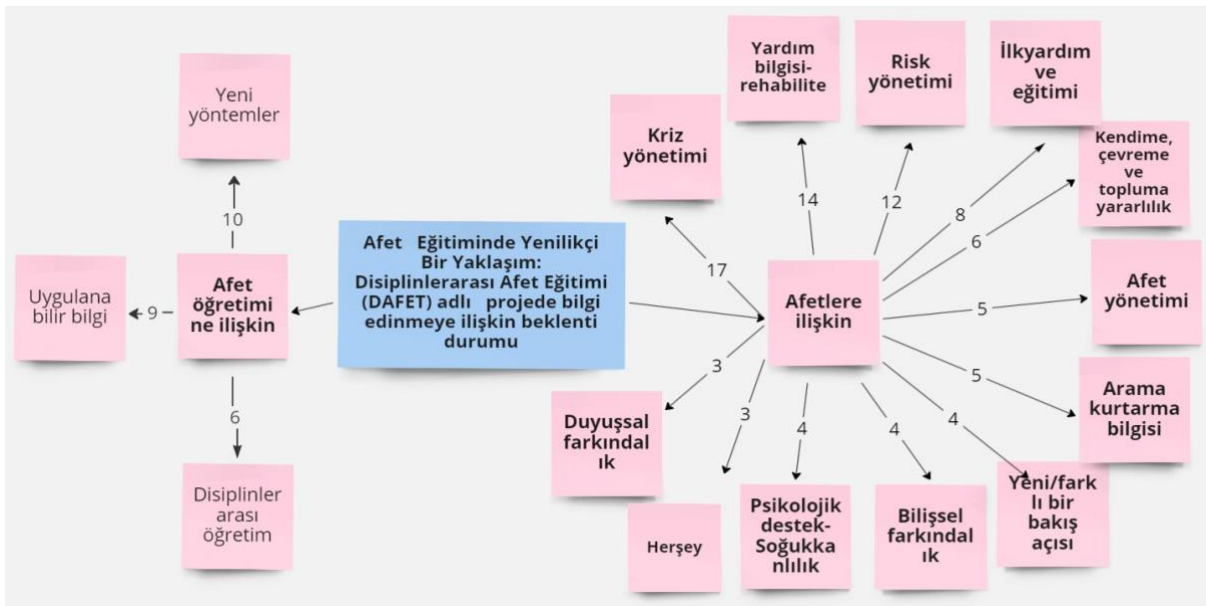 Yeni
yöntemler
10
Uygulana
bilir bilgi
9
Afet
öğretimi
ne ilişkin
6
Disiplinler
arası
öğretim
Afet Eğitiminde Yenilikçi
Bir Yaklaşım:
Disiplinlerarası Afet Eğitimi
(DAFET) adlı projede bilgi
edinmeye ilişkin beklenti
durumu
Afetlere
ilişkin
Kriz
yönetimi
17
Yardım
bilgisi-
rehabilite
14
Risk
yönetimi
12
İlkyardım
ve
eğitimi
8
Kendime,
çevreme
ve
topluma
yararlılık
6
Afet
yönetimi
5
Arama
kurtarma
bilgisi
5
Yeni/fark
lı bir
bakış
açısı
4
Bilişsel
farkındal
ık
4
Psikolojik
destek-
Soğukka
nlılık
4
Herşey
3
Duyuşsal
farkındal
ık
3